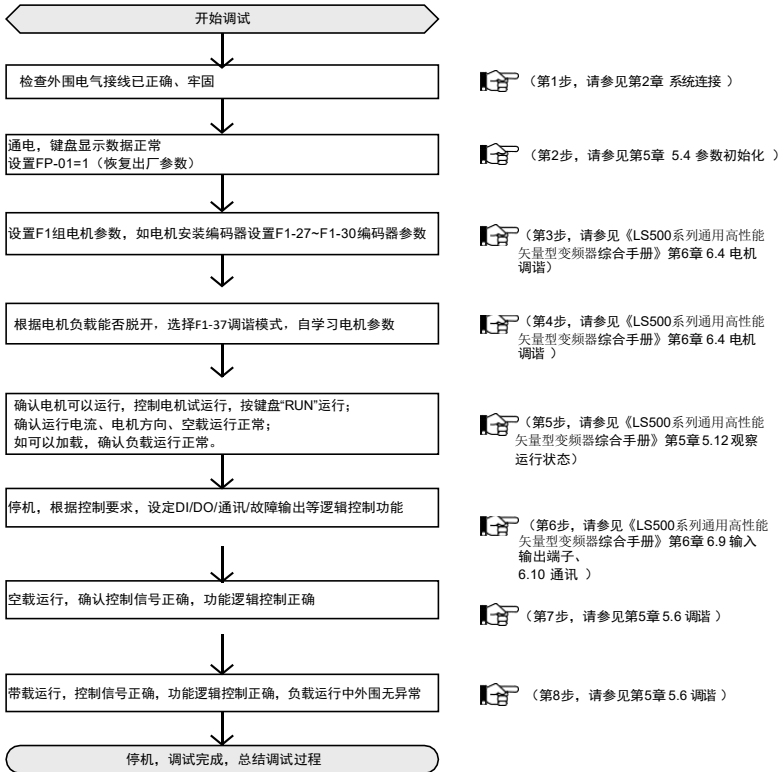 开始调试
检查外围电气接线已正确、牢固
（第1步，请参见第2章 系统连接 ）
通电，键盘显示数据正常
设置FP-01=1（恢复出厂参数）
（第2步，请参见第5章 5.4 参数初始化 ）
设置F1组电机参数，如电机安装编码器设置F1-27~F1-30编码器参数
（第3步，请参见《LS500系列通用高性能
矢量型变频器综合手册》第6章 6.4 电机
调谐）
根据电机负载能否脱开，选择F1-37调谐模式，自学习电机参数
（第4步，请参见《LS500系列通用高性能
矢量型变频器综合手册》第6章 6.4 电机
调谐 ）
确认电机可以运行，控制电机试运行，按键盘“RUN”运行；
确认运行电流、电机方向、空载运行正常；
如可以加载，确认负载运行正常。
（第5步，请参见《LS500系列通用高性能
矢量型变频器综合手册》第5章 5.12 观察
运行状态）
停机，根据控制要求，设定DI/DO/通讯/故障输出等逻辑控制功能
（第6步，请参见《LS500系列通用高性能
矢量型变频器综合手册》第6章 6.9 输入
输出端子、
6.10 通讯 ）
空载运行，确认控制信号正确，功能逻辑控制正确
（第7步，请参见第5章 5.6 调谐 ）
带载运行，控制信号正确，功能逻辑控制正确，负载运行中外围无异常
（第8步，请参见第5章 5.6 调谐 ）
停机，调试完成，总结调试过程